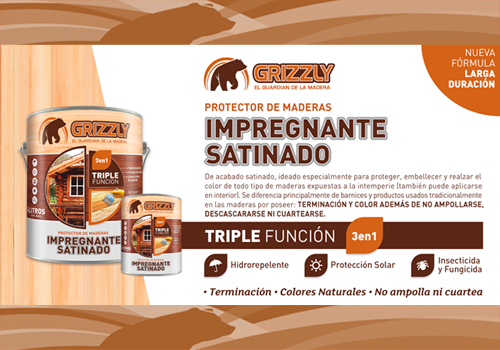 NUEVA
FÓRMULA
LARGA
DURACIÓN
GRIZZLY
EL GUARDIAN DE LA MADERA
PROTECTOR DE MADERAS
IMPREGNANTE
SATINADO
De acabado satinado, ideado especialmente para proteger, embellecer y realzar el
color de todo tipo de maderas expuestas a la intemperie (también puede aplicarse
en interior). Se diferencia principalmente de barnices y productos usados tradicionalmente
en las maderas por poseer: TERMINACIÓN Y COLOR ADEMÁS DE NO AMPOLLARSE,
DESCASCARARSE NI CUARTEARSE.
TRIPLE FUNCIÓN 3en1
Hidrorepelente
Protección Solar
Insecticida
y Fungicida
• Terminación • Colores Naturales • No ampolla ni cuartea
GRIZZLY
EL GUARDIAN DE LA MADERA
3en1
TRIPLE
FUNCIÓN
LITROS
PROTECTOR DE MADERAS
IMPREGNANTE
SATINADO
GRIZZLY
3en1
TRIPLE
FUNCIÓN
IMPREGNANTE
SATINADO